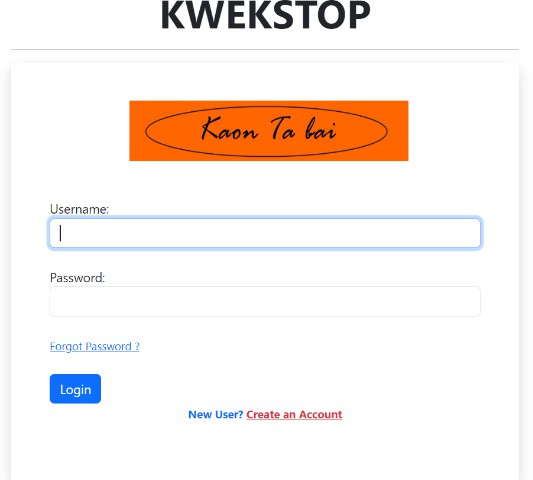 KWEKSTOP
Kaon Ta bai
Username:
Password:
Forgot Password ?
Login
New User? Create an Account